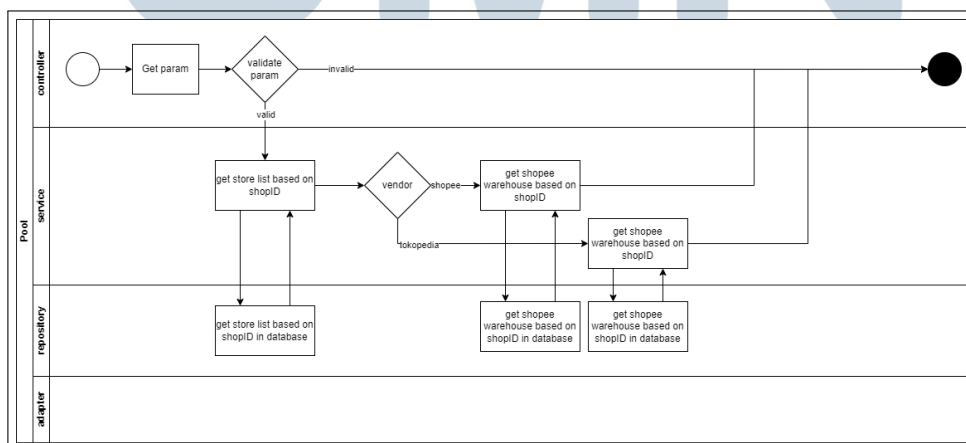 Pool
controller
Get param
validate
param
invalid
valid
service
get store list based on
shopID
vendor
shopee
get shopee
warehouse based on
shopID
tokopedia
get shopee
warehouse based on
shopID
repository
get store list based on
shopID in database
get shopee
warehouse based on
shopID in database
get shopee
warehouse based on
shopID in database
adapter